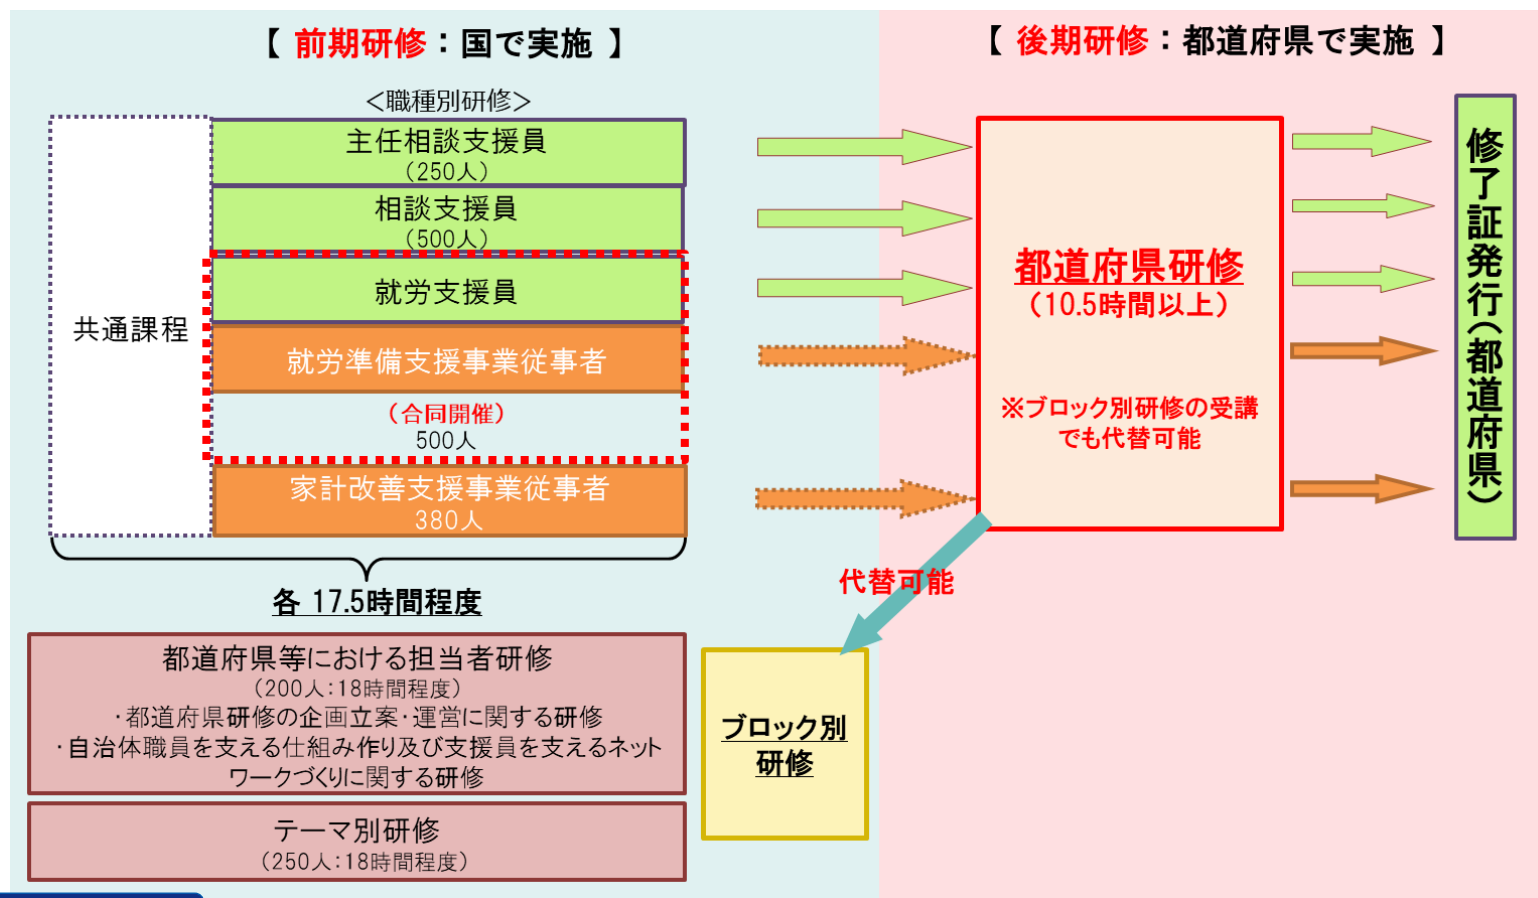 【 前期研修：国で実施 】
＜職種別研修＞
共通課程
主任相談支援員
（250人）
相談支援員
（500人）
就労支援員
就労準備支援事業従事者
（合同開催）
500人
家計改善支援事業従事者
380人
各 17.5時間程度
都道府県等における担当者研修
（200人：18時間程度）
・都道府県研修の企画立案・運営に関する研修
・自治体職員を支える仕組み作り及び支援員を支えるネット
ワークづくりに関する研修
テーマ別研修
（250人：18時間程度）
【 後期研修：都道府県で実施 】
都道府県研修
（10.5時間以上）
※ブロック別研修の受講
でも代替可能
代替可能
ブロック別
研修
修了証発行（都道府県）